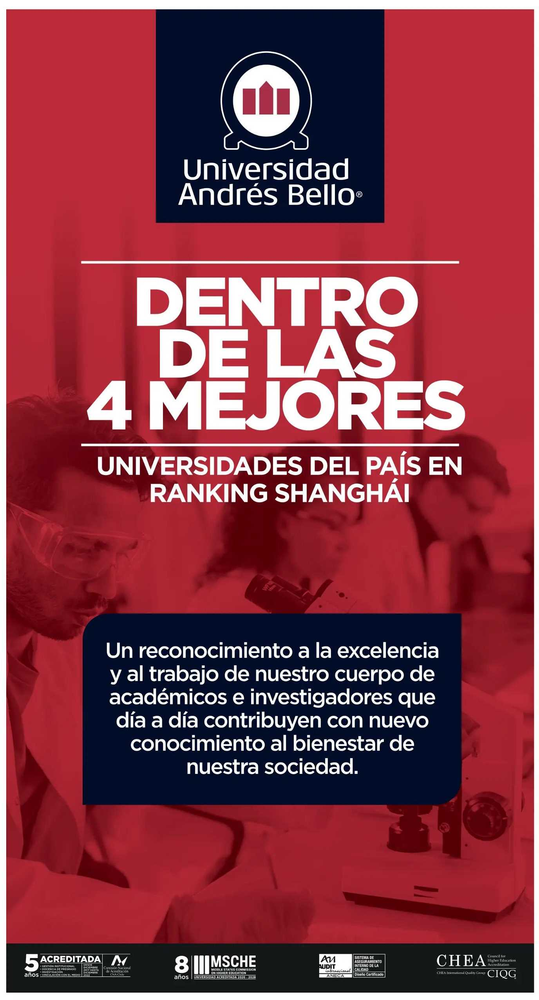 Universidad
Andrés Bello®
DENTRO
DE LAS
4 MEJORES
UNIVERSIDADES DEL PAÍS EN
RANKING SHANGHÁI
WF10X
Un reconocimiento a la excelencia
y al trabajo de nuestro cuerpo de
académicos e investigadores que
día a día contribuyen con nuevo
conocimiento al bienestar de
nuestra sociedad.
5 años
ACREDITADA
• GESTIÓN INSTITUCIONAL
• DOCENCIA DE PREGRADO
• INVESTIGACIÓN
• VINCULACIÓN CON EL MEDIO
DESDE
DICIEMBRE
2017 HASTA
DICIEMBRE
2022
Comisión Nacional
de Acreditación
CNA-Chile
8 años
MSCHE
MIDDLE STATES COMMISSION
ON HIGHER EDUCATION
UNIVERSIDAD ACREDITADA 2020 - 2028
AUDIT
internacional
ANECA
SISTEMA DE
ASEGURAMIENTO
INTERNO DE LA
CALIDAD
Diseño Certificado
CHEA
Council for
Higher Education
Accreditation
CHEA International Quality Group
CIQG®